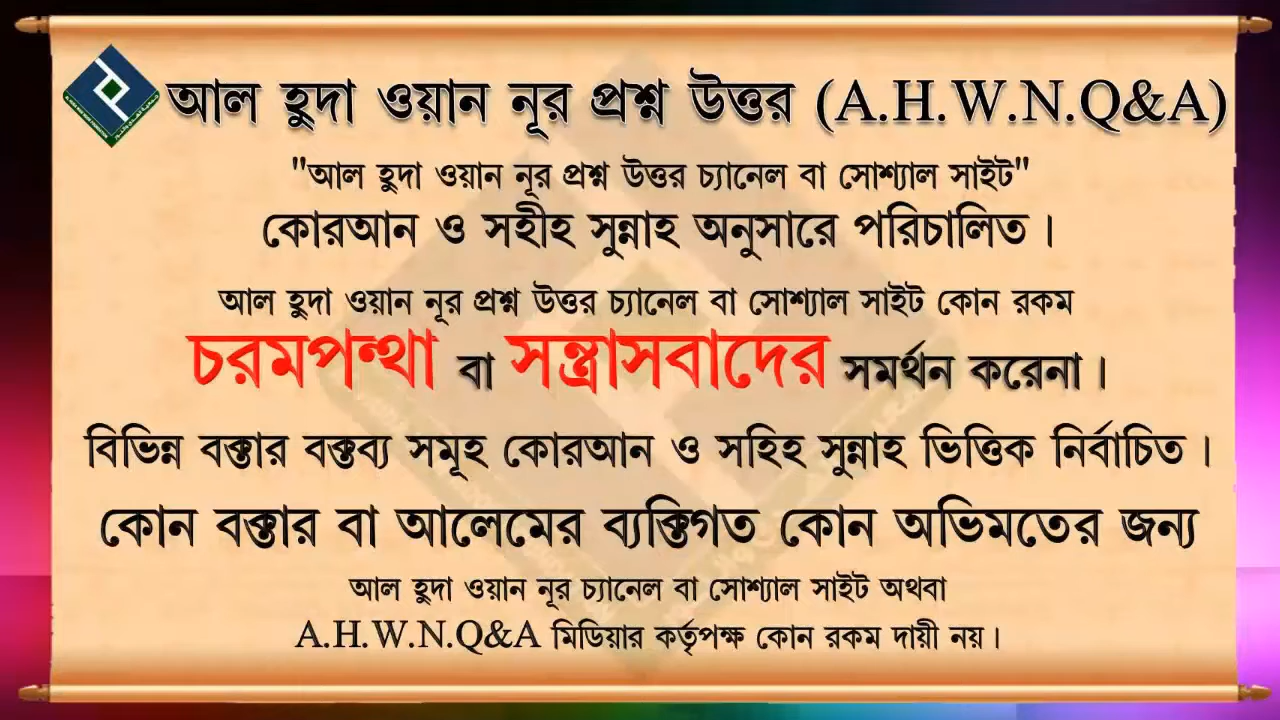 আল হুদা ওয়ান নূর প্রশ্ন উত্তর (A.H.W.N.Q&A)
"আল হুদা ওয়ান নূর প্রশ্ন উত্তর চ্যানেল বা সোশ্যাল সাইট"
কোরআন ও সহীহ সুন্নাহ অনুসারে পরিচালিত।
আল হুদা ওয়ান নূর প্রশ্ন উত্তর চ্যানেল বা সোশ্যাল সাইট কোন রকম
চরমপন্থা বা সন্ত্রাসবাদের সমর্থন করেনা।
বিভিন্ন বক্তার বক্তব্য সমূহ কোরআন ও সহিহ সুন্নাহ ভিত্তিক নির্বাচিত।
কোন বক্তার বা আলেমের ব্যক্তিগত কোন অভিমতের জন্য
আল হুদা ওয়ান নূর চ্যানেল বা সোশ্যাল সাইট অথবা
A.H.W.N.Q&A মিডিয়ার কর্তৃপক্ষ কোন রকম দায়ী নয়।